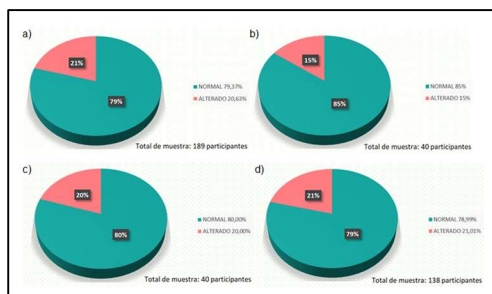 a)
21%
79%
NORMAL 79,37%
ALTERADO 20,63%
Total de muestra: 189 participantes
b)
15%
85%
NORMAL 85%
ALTERADO 15%
Total de muestra: 40 participantes
c)
20%
80%
NORMAL 80,00%
ALTERADO 20,00%
Total de muestra: 40 participantes
d)
21%
79%
NORMAL 78,99%
ALTERADO 21,01%
Total de muestra: 138 participantes